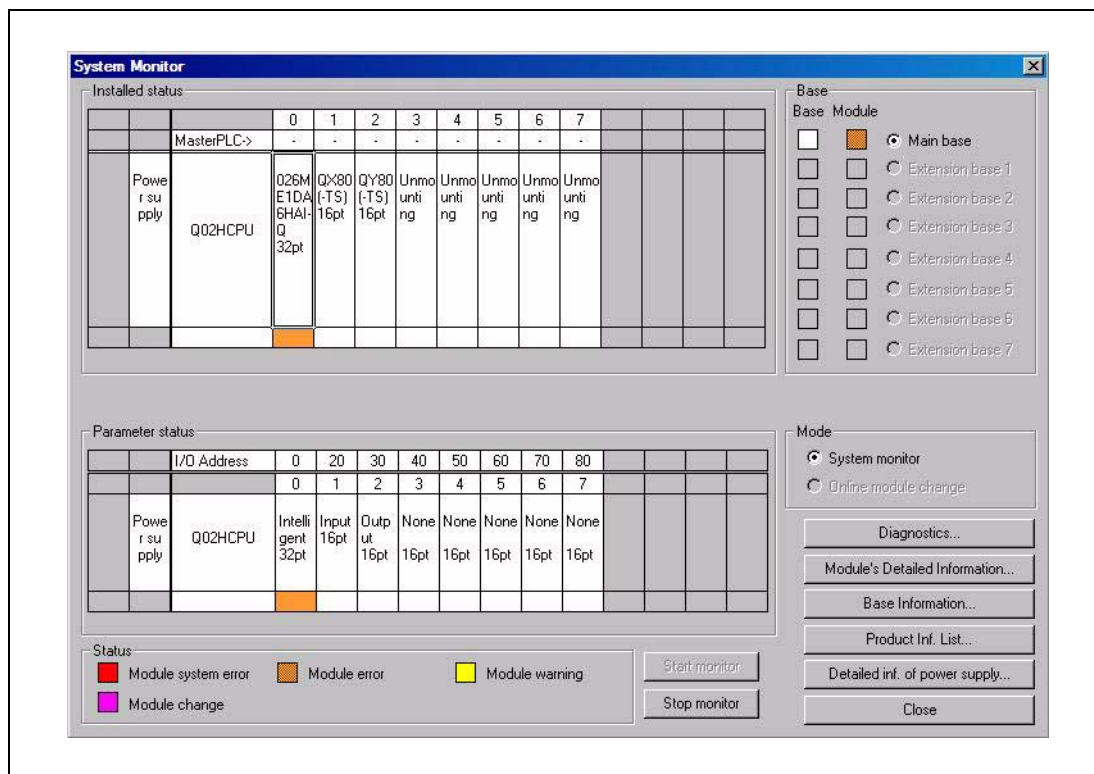 System Monitor
Installed status
0 1 2 3 4 5 6 7
MasterPLC-> - - - - - - - -
Powe
r su
pply
Q02HCPU
026M
E1DA
6HAI-
Q
32pt
QX80
(-TS)
16pt
QY80
(-TS)
16pt
Unmo
unti
ng
Unmo
unti
ng
Unmo
unti
ng
Unmo
unti
ng
Unmo
unti
ng
Base
Base Module
Main base
Extension base 1
Extension base 2
Extension base 3
Extension base 4
Extension base 5
Extension base 6
Extension base 7
Parameter status
I/O Address 0 20 30 40 50 60 70 80
0 1 2 3 4 5 6 7
Powe
r su
pply
Q02HCPU
Intelli
gent
32pt
Input
16pt
Outp
ut
16pt
None
16pt
None
16pt
None
16pt
None
16pt
None
16pt
Mode
System monitor
Online module change
Diagnostics...
Module's Detailed Information...
Base Information...
Product Inf. List...
Detailed inf. of power supply...
Close
Status
Module system error
Module error
Module warning
Module change
Start monitor
Stop monitor